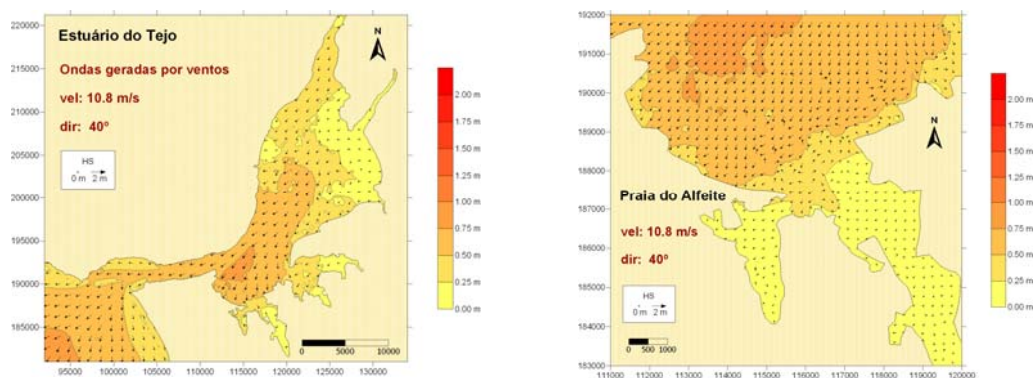 Estuário do Tejo
Ondas geradas por ventos
vel: 10.8 m/s
dir: 40º
HS
0 m 2 m
N
220000
215000
210000
205000
200000
195000
190000
185000
95000 100000 105000 110000 115000 120000 125000 130000
0 5000 10000
2.00 m
1.75 m
1.50 m
1.25 m
1.00 m
0.75 m
0.50 m
0.25 m
0.00 m
Praia do Alfeite
vel: 10.8 m/s
dir: 40º
HS
0 m 2 m
N
192000
191000
190000
189000
188000
187000
186000
185000
184000
183000
111000 112000 113000 114000 115000 116000 117000 118000 119000 120000
0 500 1000
2.00 m
1.75 m
1.50 m
1.25 m
1.00 m
0.75 m
0.50 m
0.25 m
0.00 m